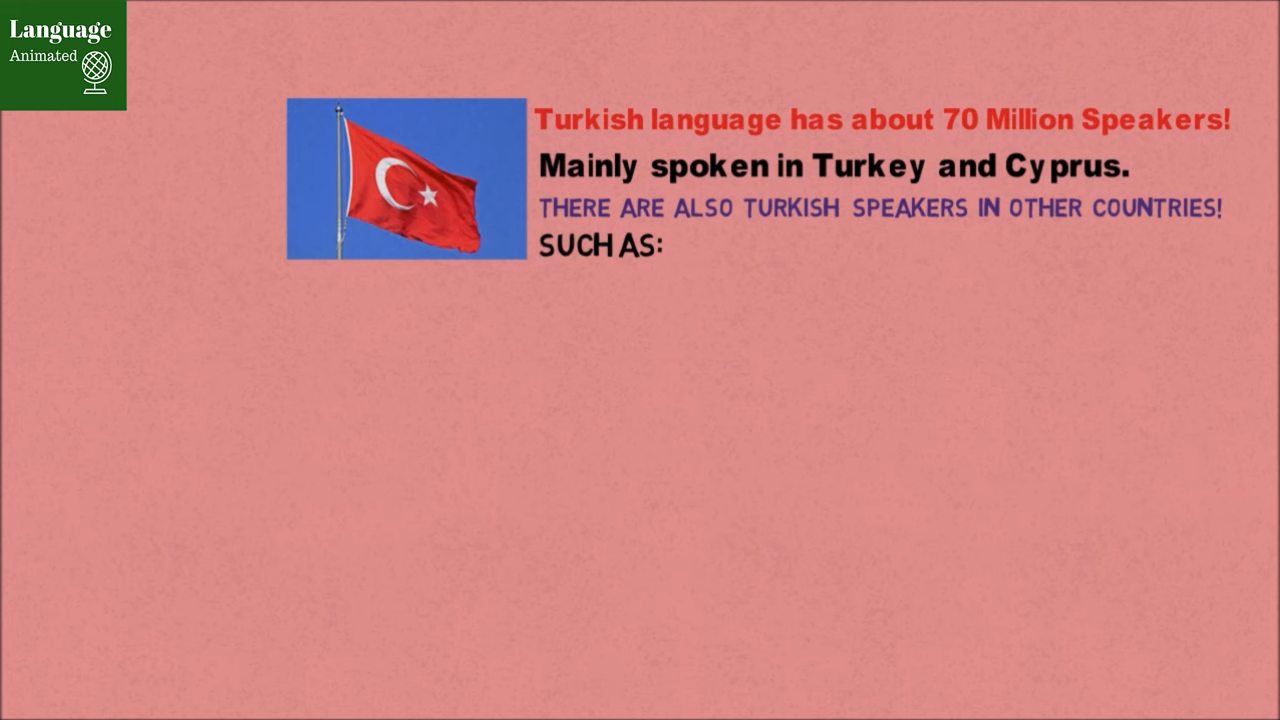 Language
Animated
Turkish language has about 70 Million Speakers!
Mainly spoken in Turkey and Cyprus.
THERE ARE ALSO TURKISH SPEAKERS IN OTHER COUNTRIES!
SUCH AS: